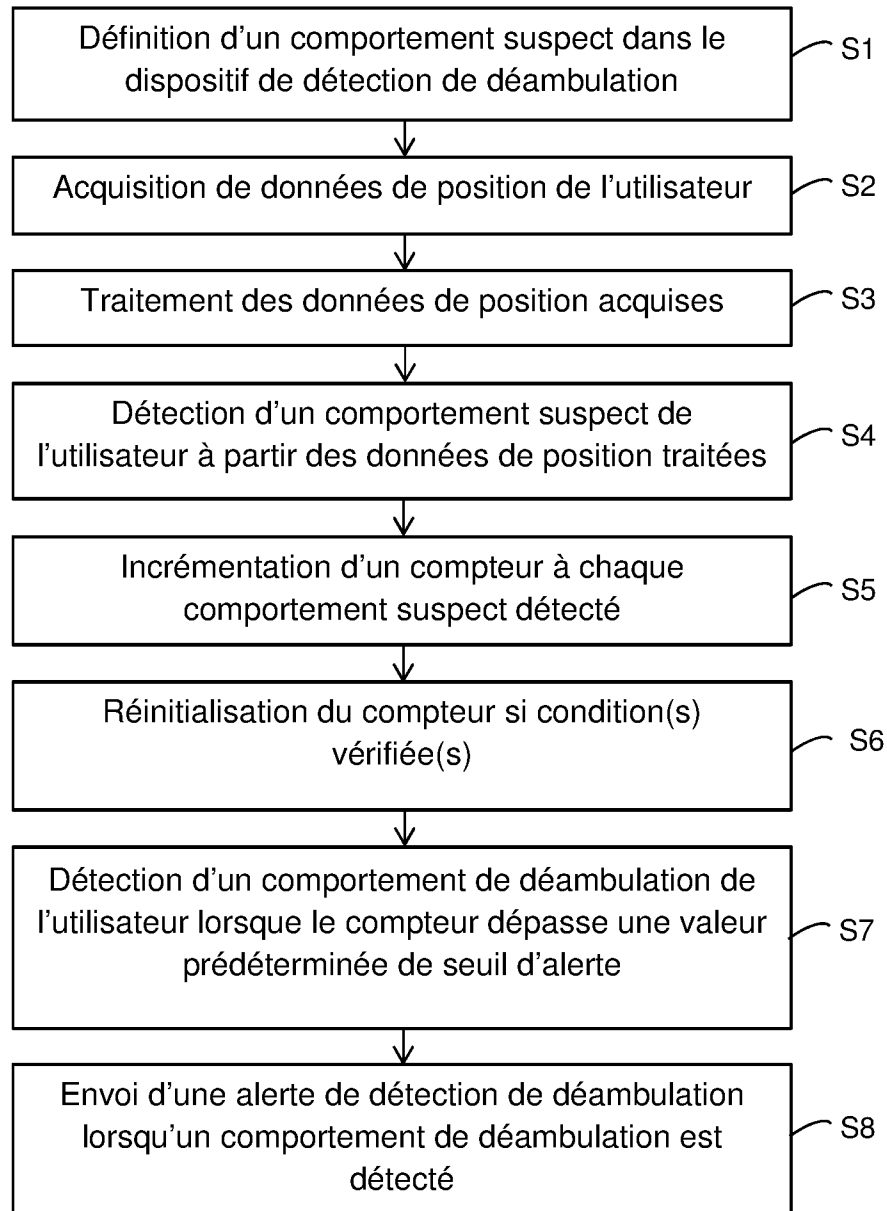 Définition d’un comportement suspect dans le
dispositif de détection de déambulation
S1
Acquisition de données de position de l’utilisateur
S2
Traitement des données de position acquises
S3
Détection d’un comportement suspect de
l’utilisateur à partir des données de position traitées
S4
Incrémentation d’un compteur à chaque
comportement suspect détecté
S5
Réinitialisation du compteur si condition(s)
vérifiée(s)
S6
Détection d’un comportement de déambulation de
l’utilisateur lorsque le compteur dépasse une valeur
prédéterminée de seuil d’alerte
S7
Envoi d’une alerte de détection de déambulation
lorsqu’un comportement de déambulation est
détecté
S8